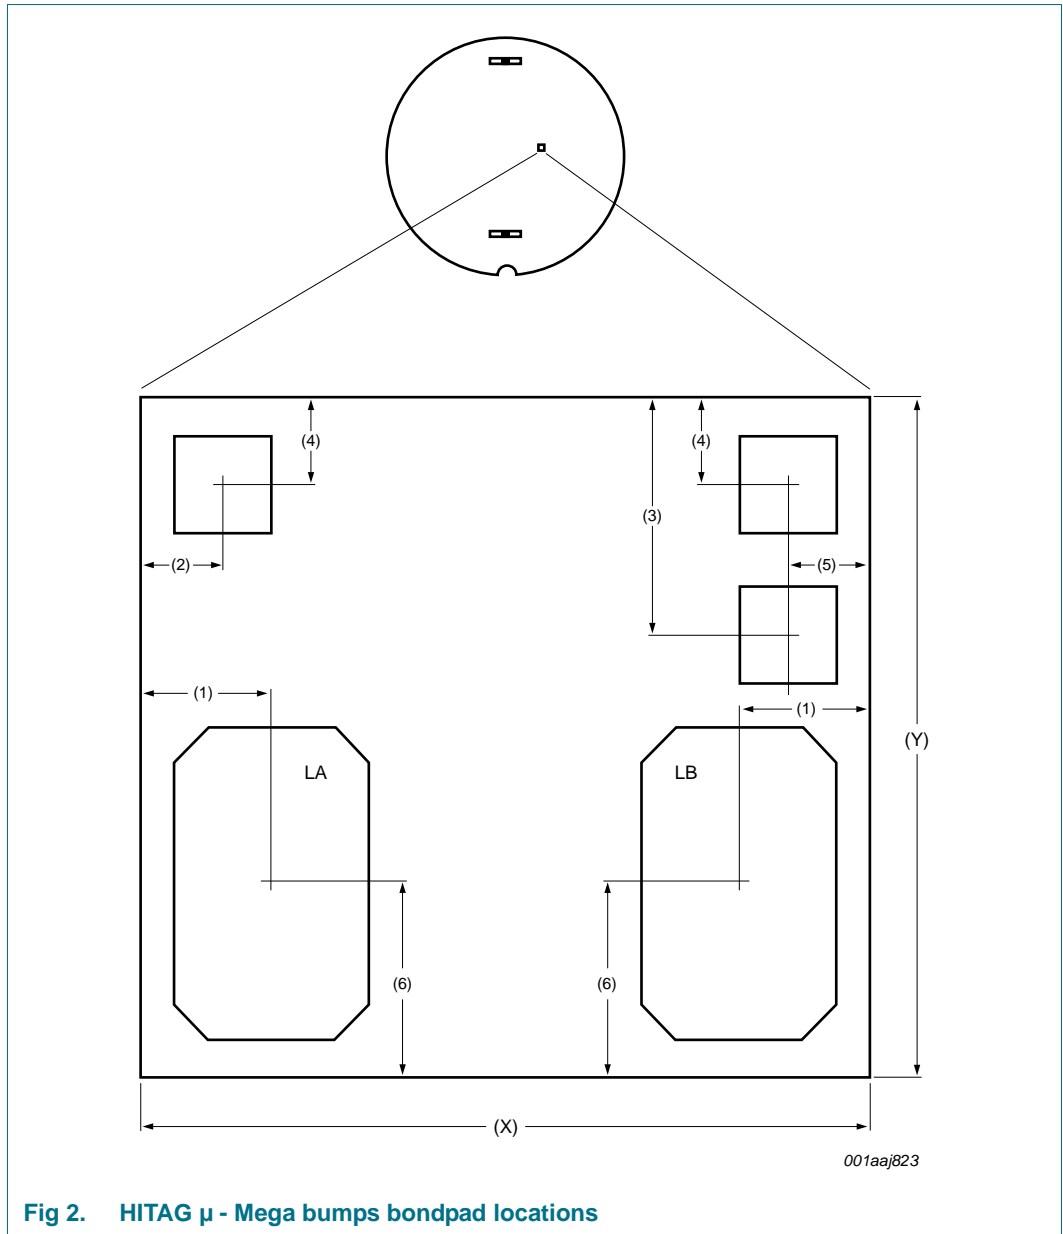 (4)
(4)
(3)
(2)
(5)
(1)
(1)
(Y)
LA
LB
(6)
(6)
(X)
001aaj823
Fig 2. HITAG µ - Mega bumps bondpad locations